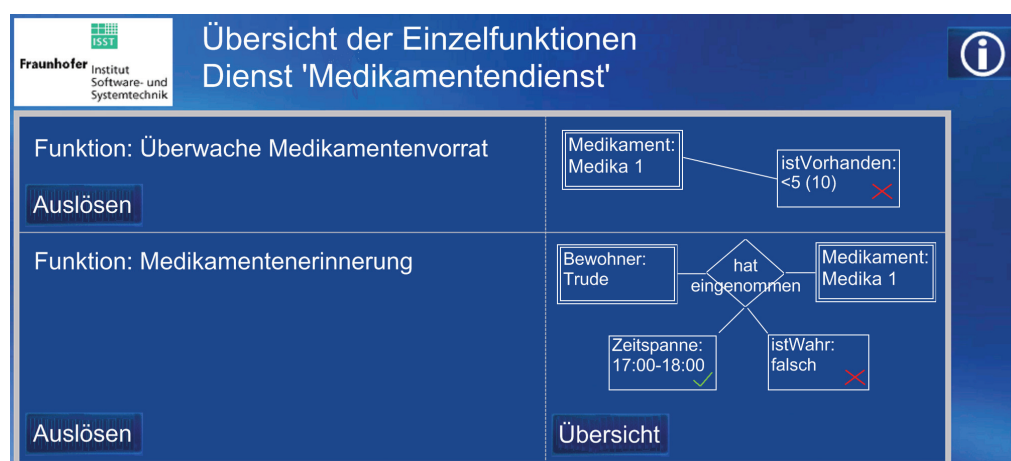 ISST
Fraunhofer Institut
Software- und
Systemtechnik
Übersicht der Einzelfunktionen
Dienst 'Medikamentendienst'
i
Funktion: Überwache Medikamentenvorrat
Auslösen
Medikament:
Medika 1
istVorhanden:
<5 (10)
Funktion: Medikamentenerinnerung
Auslösen
Bewohner:
Trude
hat
eingenommen
Medikament:
Medika 1
Zeitspanne:
17:00-18:00
istWahr:
falsch
Übersicht